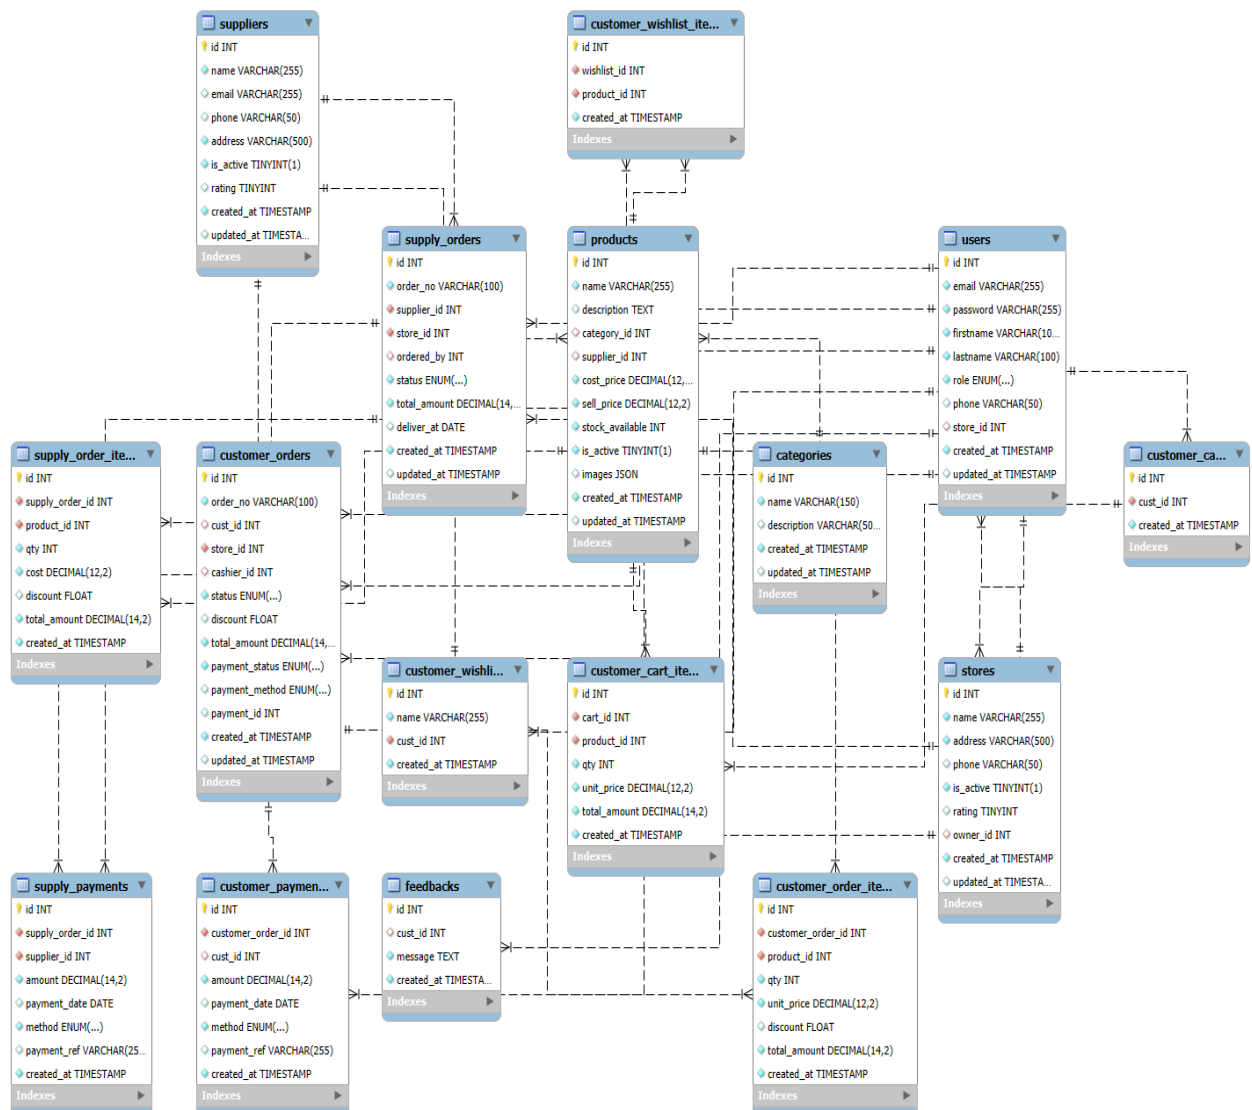 suppliers
id INT
name VARCHAR(255)
email VARCHAR(255)
phone VARCHAR(50)
address VARCHAR(500)
is_active TINYINT(1)
rating TINYINT
created_at TIMESTAMP
updated_at TIMESTA...
Indexes
customer_wishlist_ite...
id INT
wishlist_id INT
product_id INT
created_at TIMESTAMP
Indexes
supply_orders
id INT
order_no VARCHAR(100)
supplier_id INT
store_id INT
ordered_by INT
status ENUM(...)
total_amount DECIMAL(14,...
deliver_at DATE
created_at TIMESTAMP
updated_at TIMESTAMP
Indexes
products
id INT
name VARCHAR(255)
description TEXT
category_id INT
supplier_id INT
cost_price DECIMAL(12,...
sell_price DECIMAL(12,2)
stock_available INT
is_active TINYINT(1)
images JSON
created_at TIMESTAMP
updated_at TIMESTAMP
Indexes
users
id INT
email VARCHAR(255)
password VARCHAR(255)
firstname VARCHAR(10...
lastname VARCHAR(100)
role ENUM(...)
phone VARCHAR(50)
store_id INT
created_at TIMESTAMP
updated_at TIMESTAMP
Indexes
supply_order_ite...
id INT
supply_order_id INT
product_id INT
qty INT
cost DECIMAL(12,2)
discount FLOAT
total_amount DECIMAL(14,2)
created_at TIMESTAMP
Indexes
customer_orders
id INT
order_no VARCHAR(100)
cust_id INT
store_id INT
cashier_id INT
status ENUM(...)
discount FLOAT
total_amount DECIMAL(14,...
payment_status ENUM(...)
payment_method ENUM(...)
payment_id INT
created_at TIMESTAMP
updated_at TIMESTAMP
Indexes
categories
id INT
name VARCHAR(150)
description VARCHAR(50...
created_at TIMESTAMP
updated_at TIMESTAMP
Indexes
customer_ca...
id INT
cust_id INT
created_at TIMESTAMP
Indexes
customer_wishli...
id INT
name VARCHAR(255)
cust_id INT
created_at TIMESTAMP
Indexes
customer_cart_ite...
id INT
cart_id INT
product_id INT
qty INT
unit_price DECIMAL(12,2)
total_amount DECIMAL(14,2)
created_at TIMESTAMP
Indexes
stores
id INT
name VARCHAR(255)
address VARCHAR(500)
phone VARCHAR(50)
is_active TINYINT(1)
rating TINYINT
owner_id INT
created_at TIMESTAMP
updated_at TIMESTA...
Indexes
supply_payments
id INT
supply_order_id INT
supplier_id INT
amount DECIMAL(14,2)
payment_date DATE
method ENUM(...)
payment_ref VARCHAR(25...
created_at TIMESTAMP
Indexes
customer_paymen...
id INT
customer_order_id INT
cust_id INT
amount DECIMAL(14,2)
payment_date DATE
method ENUM(...)
payment_ref VARCHAR(255)
created_at TIMESTAMP
Indexes
feedbacks
id INT
cust_id INT
message TEXT
created_at TIMESTA...
Indexes
customer_order_ite...
id INT
customer_order_id INT
product_id INT
qty INT
unit_price DECIMAL(12,2)
discount FLOAT
total_amount DECIMAL(14,2)
created_at TIMESTAMP
Indexes